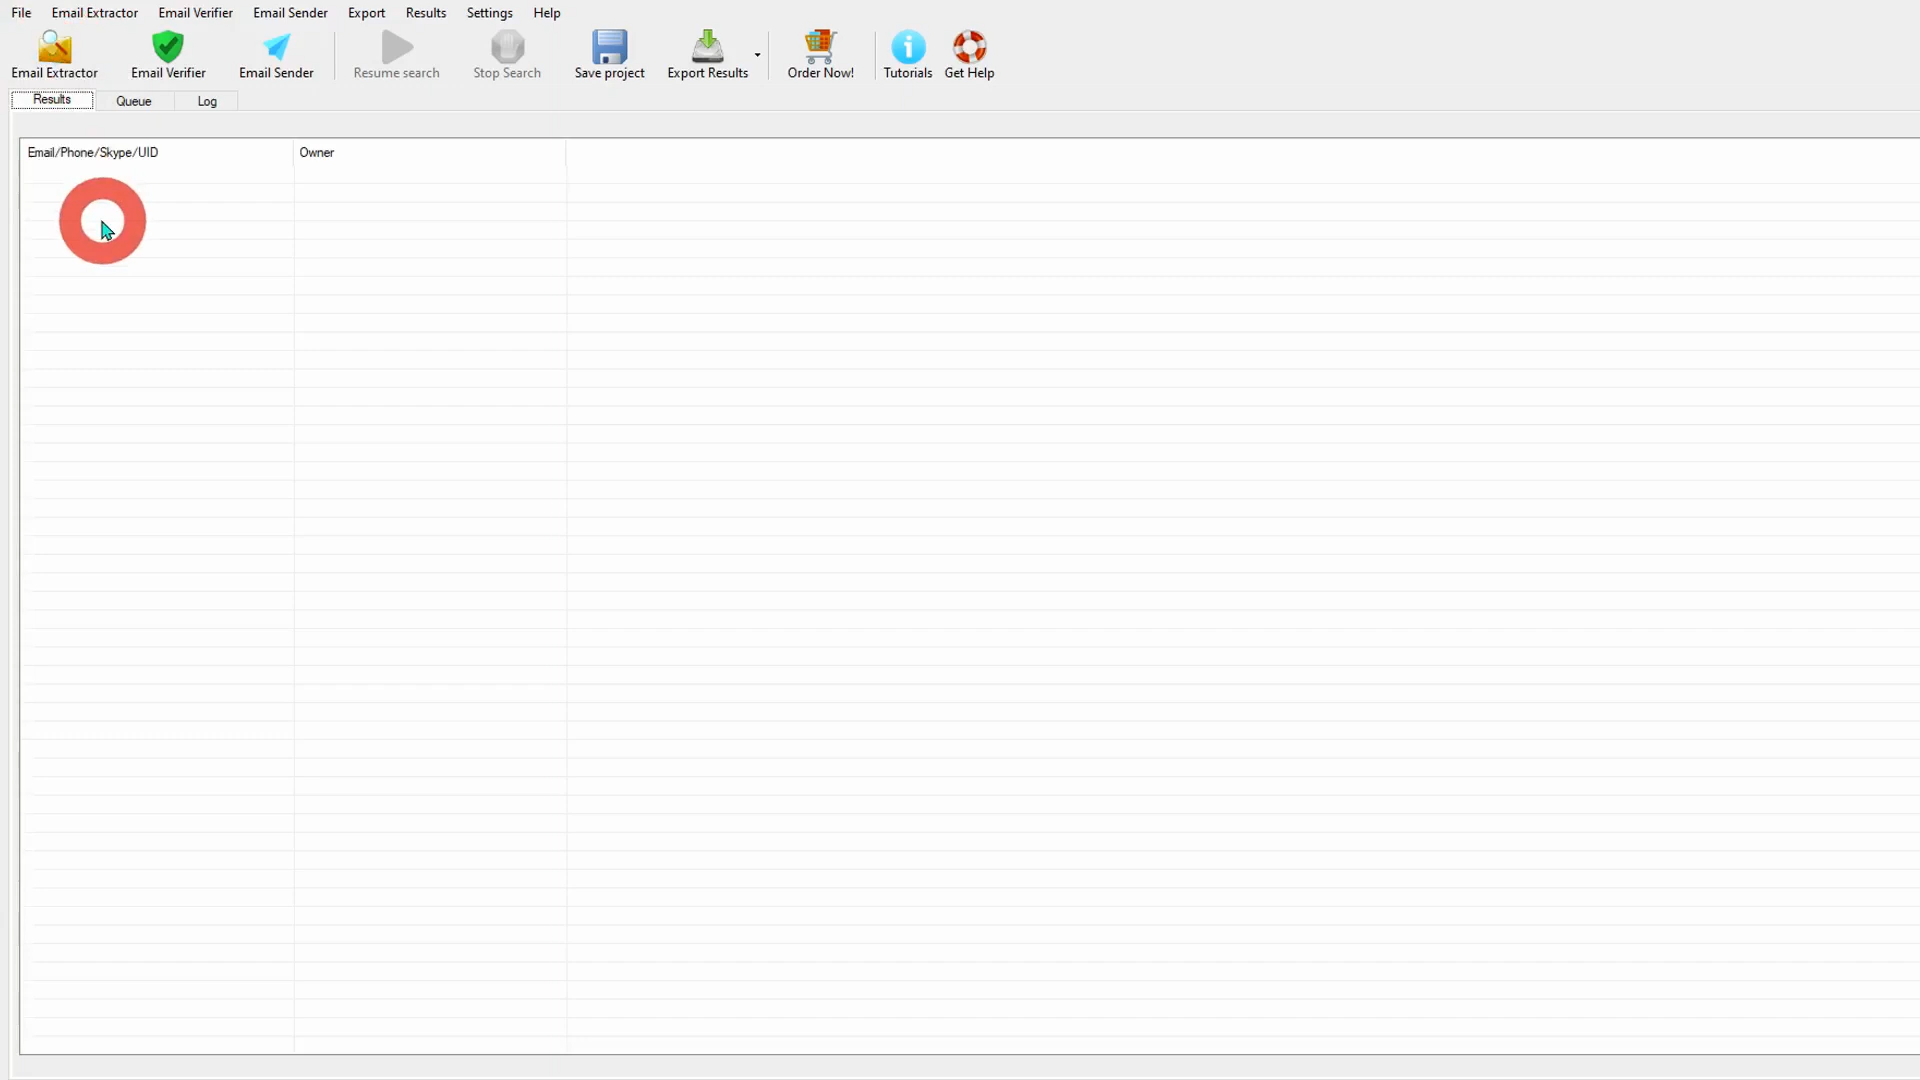 File Email Extractor Email Verifier Email Sender Export Results Settings Help
Email Extractor Email Verifier Email Sender Resume search Stop Search Save project Export Results Order Now! Tutorials Get Help
Results Queue Log
Email/Phone/Skype/UID Owner